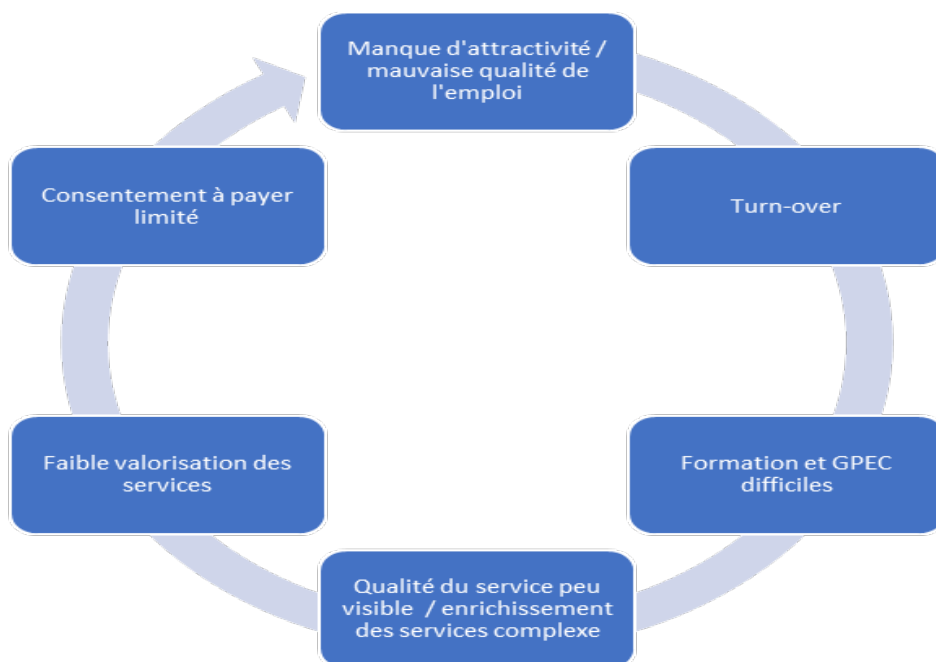 Manque d'attractivité /
mauvaise qualité de
l'emploi
Turn-over
Formation et GPEC
difficiles
Qualité du service peu
visible / enrichissement
des services complexe
Faible valorisation des
services
Consentement à payer
limité